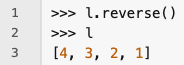 1 >>> l.reverse()
2 >>> l
3 [4, 3, 2, 1]